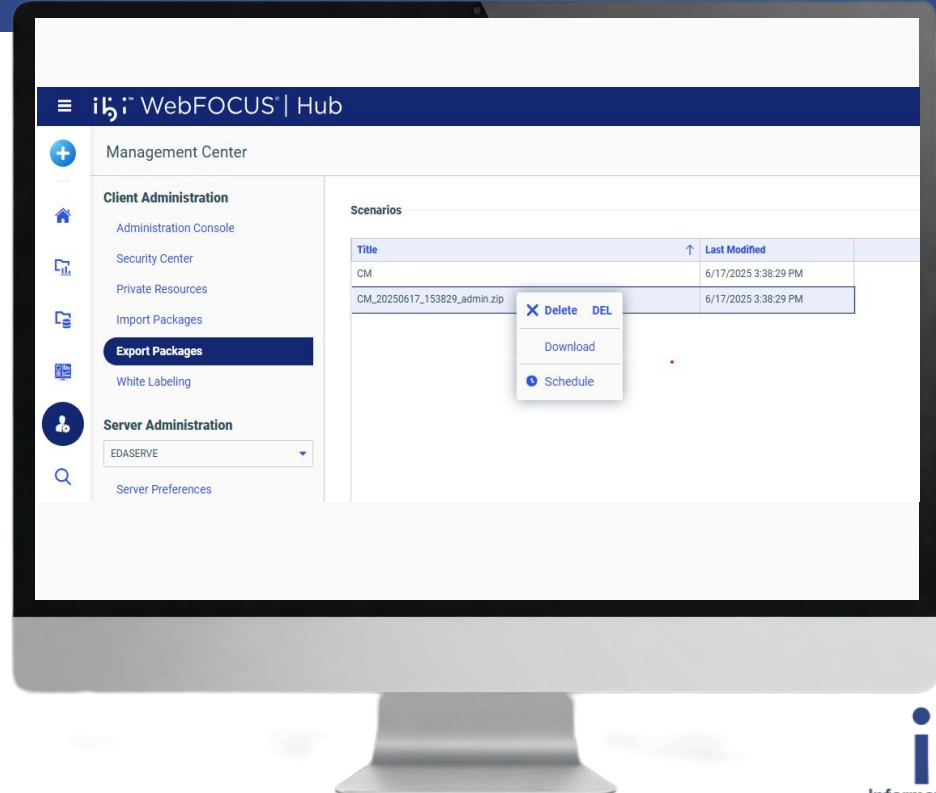 ibi™ WebFOCUS® | Hub
Management Center
Client Administration
Administration Console
Security Center
Private Resources
Import Packages
Export Packages
White Labeling
Server Administration
EDASERVE
Server Preferences
Scenarios
Title ↑ Last Modified
CM 6/17/2025 3:38:29 PM
CM_20250617_153829_admin.zip 6/17/2025 3:38:29 PM
Delete DEL
Download
Schedule